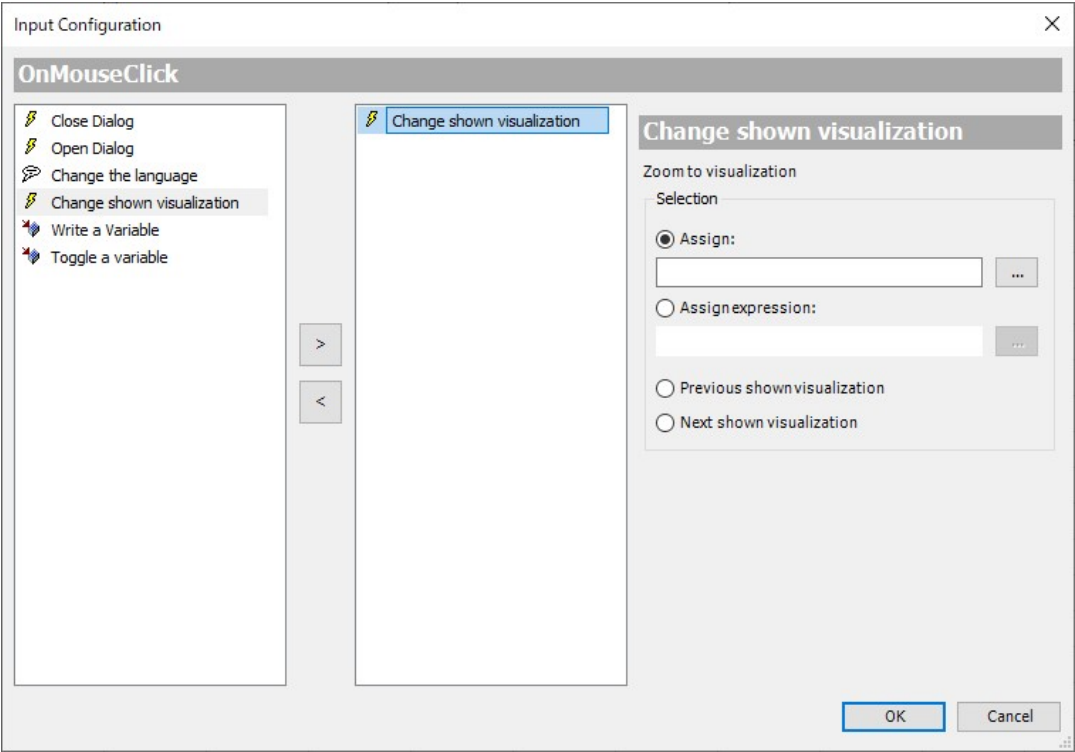 Input Configuration
OnMouseClick
Close Dialog
Open Dialog
Change the language
Change shown visualization
Write a Variable
Toggle a variable
>
<
Change shown visualization
Change shown visualization
Zoom to visualization
Selection
Assign:
...
Assign expression:
...
Previous shown visualization
Next shown visualization
OK
Cancel